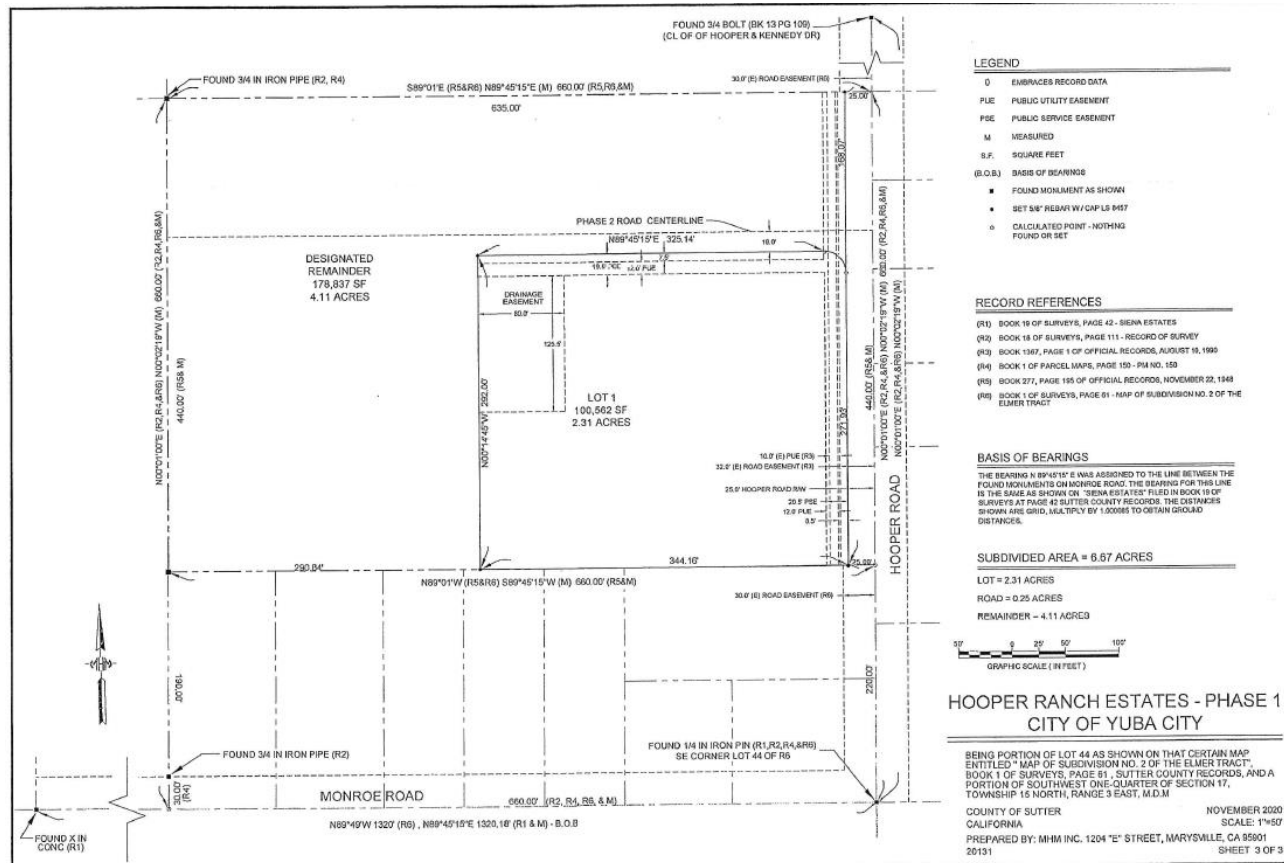 FOUND 3/4 BOLT (BK 13 PG 109)
(CL OF OF HOOPER & KENNEDY DR)
FOUND 3/4 IN IRON PIPE (R2, R4)
30.0' (E) ROAD EASEMENT (R6)
S89°01'E (R5&R6) N89°45'15"E (M) 660.00' (R5,R6,&M)
635.00'
25.00'
168.07'
PHASE 2 ROAD CENTERLINE
N89°45'15"E , 325.14'
10.0'
7.5'
12.0' PUE
DESIGNATED
REMAINDER
178,837 SF
4.11 ACRES
DRAINAGE
EASEMENT
80.0'
125.5'
N00°01'00"E (R2,R4,&R6) N00°02'19"W (M) 660.00' (R2,R4,R6,&M)
440.00' (R5& M)
N00°14'45"W 292.00'
LOT 1
100,562 SF
2.31 ACRES
271.93'
N00°01'00"E (R2,R4,&R6) N00°02'19"W (M) 660.00' (R2,R4,R6,&M)
440.00' (R5& M)
N00°01'00"E (R2,R4,&R6) N00°02'19"W (M)
10.0' (E) PUE (R3)
32.0' (E) ROAD EASEMENT (R3)
25.0' HOOPER ROAD R/W
20.5' PSE
12.0' PUE
0.5'
HOOPER ROAD
290.84'
344.16'
25.00'
N89°01'W (R5&R6) S89°45'15"W (M) 660.00' (R5&M)
30.0' (E) ROAD EASEMENT (R6)
190.00'
220.00'
FOUND 3/4 IN IRON PIPE (R2)
FOUND 1/4 IN IRON PIN (R1,R2,R4,&R6)
SE CORNER LOT 44 OF R6
30.00'
(R4)
MONROE ROAD
660.00' (R2, R4, R6, & M)
N89°49'W 1320' (R6) , N89°45'15"E 1320.18' (R1 & M) - B.O.B
FOUND X IN
CONC (R1)
LEGEND
() EMBRACES RECORD DATA
PUE PUBLIC UTILITY EASEMENT
PSE PUBLIC SERVICE EASEMENT
M MEASURED
S.F. SQUARE FEET
(B.O.B.) BASIS OF BEARINGS
FOUND MONUMENT AS SHOWN
SET 5/8" REBAR W/ CAP LS 8457
CALCULATED POINT - NOTHING
FOUND OR SET
RECORD REFERENCES
(R1) BOOK 19 OF SURVEYS, PAGE 42 - SIENA ESTATES
(R2) BOOK 18 OF SURVEYS, PAGE 111 - RECORD OF SURVEY
(R3) BOOK 1367, PAGE 1 OF OFFICIAL RECORDS, AUGUST 10, 1990
(R4) BOOK 1 OF PARCEL MAPS, PAGE 150 - PM NO. 150
(R5) BOOK 277, PAGE 195 OF OFFICIAL RECORDS, NOVEMBER 22, 1948
(R6) BOOK 1 OF SURVEYS, PAGE 61 - MAP OF SUBDIVISION NO. 2 OF THE
ELMER TRACT
BASIS OF BEARINGS
THE BEARING N 89°45'15" E WAS ASSIGNED TO THE LINE BETWEEN THE
FOUND MONUMENTS ON MONROE ROAD. THE BEARING FOR THIS LINE
IS THE SAME AS SHOWN ON "SIENA ESTATES" FILED IN BOOK 19 OF
SURVEYS AT PAGE 42 SUTTER COUNTY RECORDS. THE DISTANCES
SHOWN ARE GRID, MULTIPLY BY 1.000085 TO OBTAIN GROUND
DISTANCES.
SUBDIVIDED AREA = 6.67 ACRES
LOT = 2.31 ACRES
ROAD = 0.25 ACRES
REMAINDER = 4.11 ACRES
50' 0 25' 50' 100'
GRAPHIC SCALE ( IN FEET )
HOOPER RANCH ESTATES - PHASE 1
CITY OF YUBA CITY
BEING PORTION OF LOT 44 AS SHOWN ON THAT CERTAIN MAP
ENTITLED " MAP OF SUBDIVISION NO. 2 OF THE ELMER TRACT",
BOOK 1 OF SURVEYS, PAGE 61 , SUTTER COUNTY RECORDS, AND A
PORTION OF SOUTHWEST ONE-QUARTER OF SECTION 17,
TOWNSHIP 15 NORTH, RANGE 3 EAST, M.D.M
COUNTY OF SUTTER NOVEMBER 2020
CALIFORNIA SCALE: 1"=50'
PREPARED BY: MHM INC. 1204 "E" STREET, MARYSVILLE, CA 95901
20131 SHEET 3 OF 3